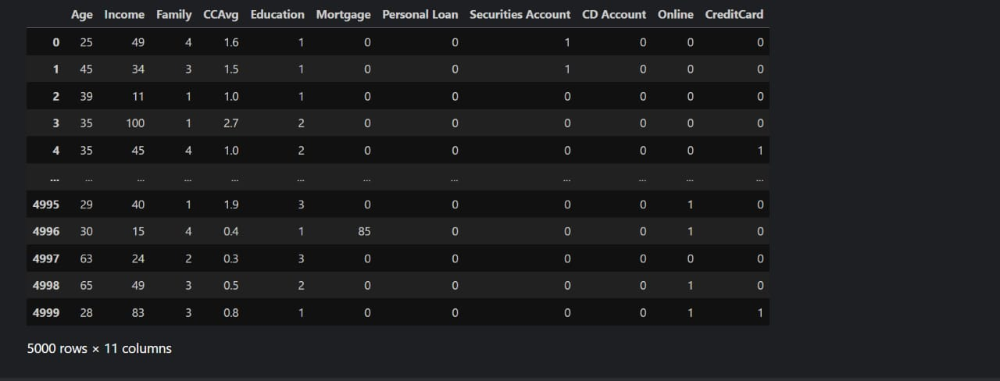 Age Income Family CCAvg Education Mortgage Personal Loan Securities Account CD Account Online CreditCard
0 25 49 4 1.6 1 0 0 1 0 0 0
1 45 34 3 1.5 1 0 0 1 0 0 0
2 39 11 1 1.0 1 0 0 0 0 0 0
3 35 100 1 2.7 2 0 0 0 0 0 0
4 35 45 4 1.0 2 0 0 0 0 0 1
... ... ... ... ... ... ... ... ... ... ... ...
4995 29 40 1 1.9 3 0 0 0 0 1 0
4996 30 15 4 0.4 1 85 0 0 0 1 0
4997 63 24 2 0.3 3 0 0 0 0 0 0
4998 65 49 3 0.5 2 0 0 0 0 1 0
4999 28 83 3 0.8 1 0 0 0 0 1 1
5000 rows × 11 columns